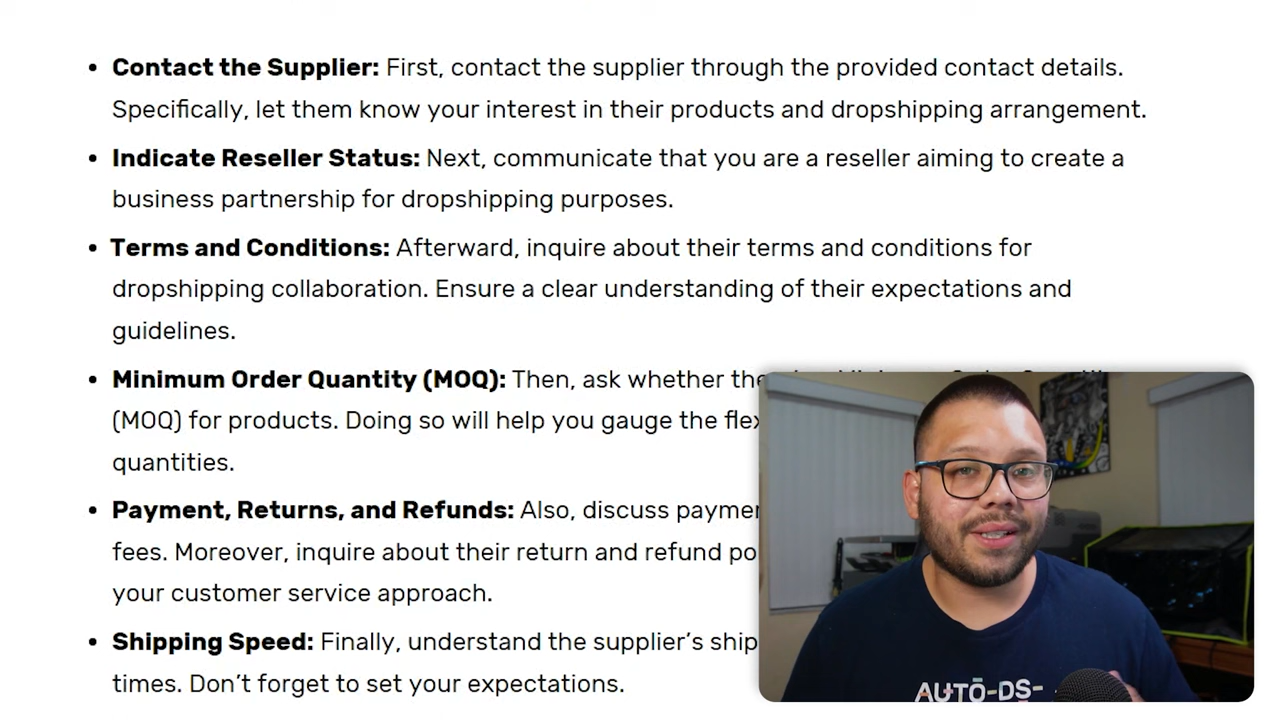 • Contact the Supplier: First, contact the supplier through the provided contact details.
Specifically, let them know your interest in their products and dropshipping arrangement.
• Indicate Reseller Status: Next, communicate that you are a reseller aiming to create a
business partnership for dropshipping purposes.
• Terms and Conditions: Afterward, inquire about their terms and conditions for
dropshipping collaboration. Ensure a clear understanding of their expectations and
guidelines.
• Minimum Order Quantity (MOQ): Then, ask whether
(MOQ) for products. Doing so will help you gauge the
quantities.
• Payment, Returns, and Refunds: Also, discuss
fees. Moreover, inquire about their return and refund
your customer service approach.
• Shipping Speed: Finally, understand the supplier’s
times. Don’t forget to set your expectations.
AUTO-DS-